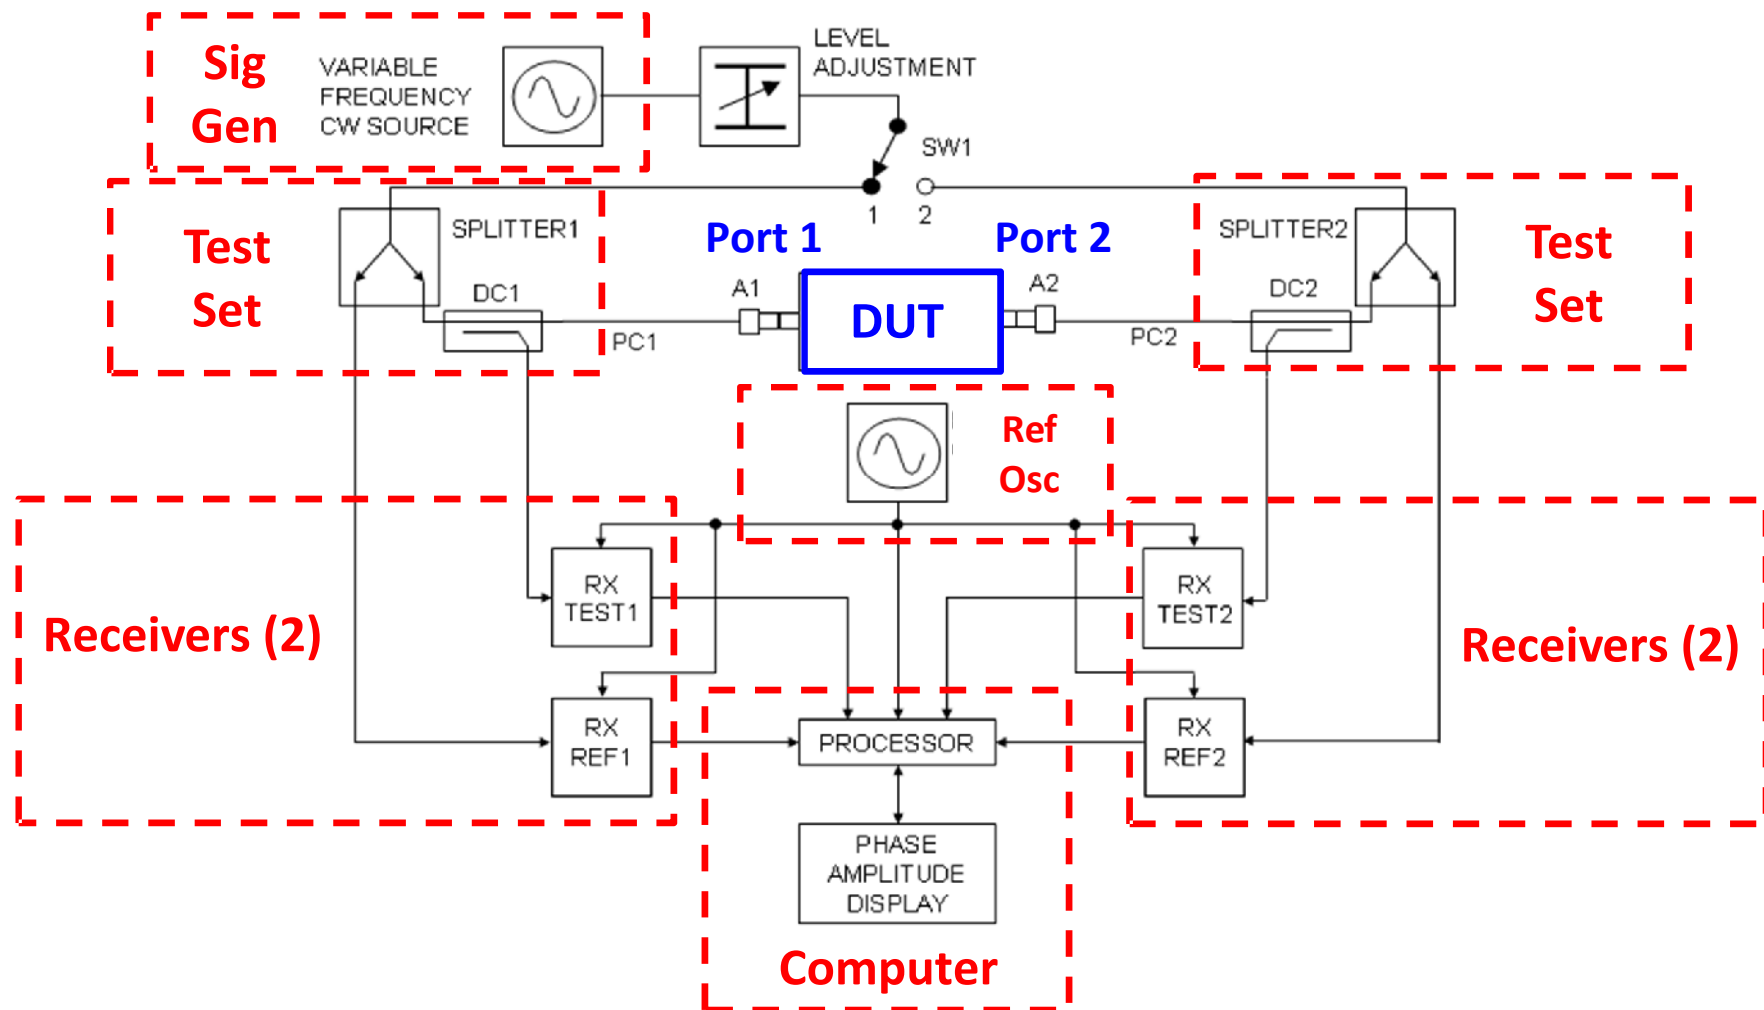 Sig
Gen
VARIABLE
FREQUENCY
CW SOURCE
LEVEL
ADJUSTMENT
SW1
1
2
Test
Set
SPLITTER1
DC1
PC1
Port 1
A1
DUT
Port 2
A2
PC2
SPLITTER2
DC2
Test
Set
Ref
Osc
Receivers (2)
RX
TEST1
RX
REF1
RX
TEST2
RX
REF2
Receivers (2)
PROCESSOR
PHASE
AMPLITUDE
DISPLAY
Computer